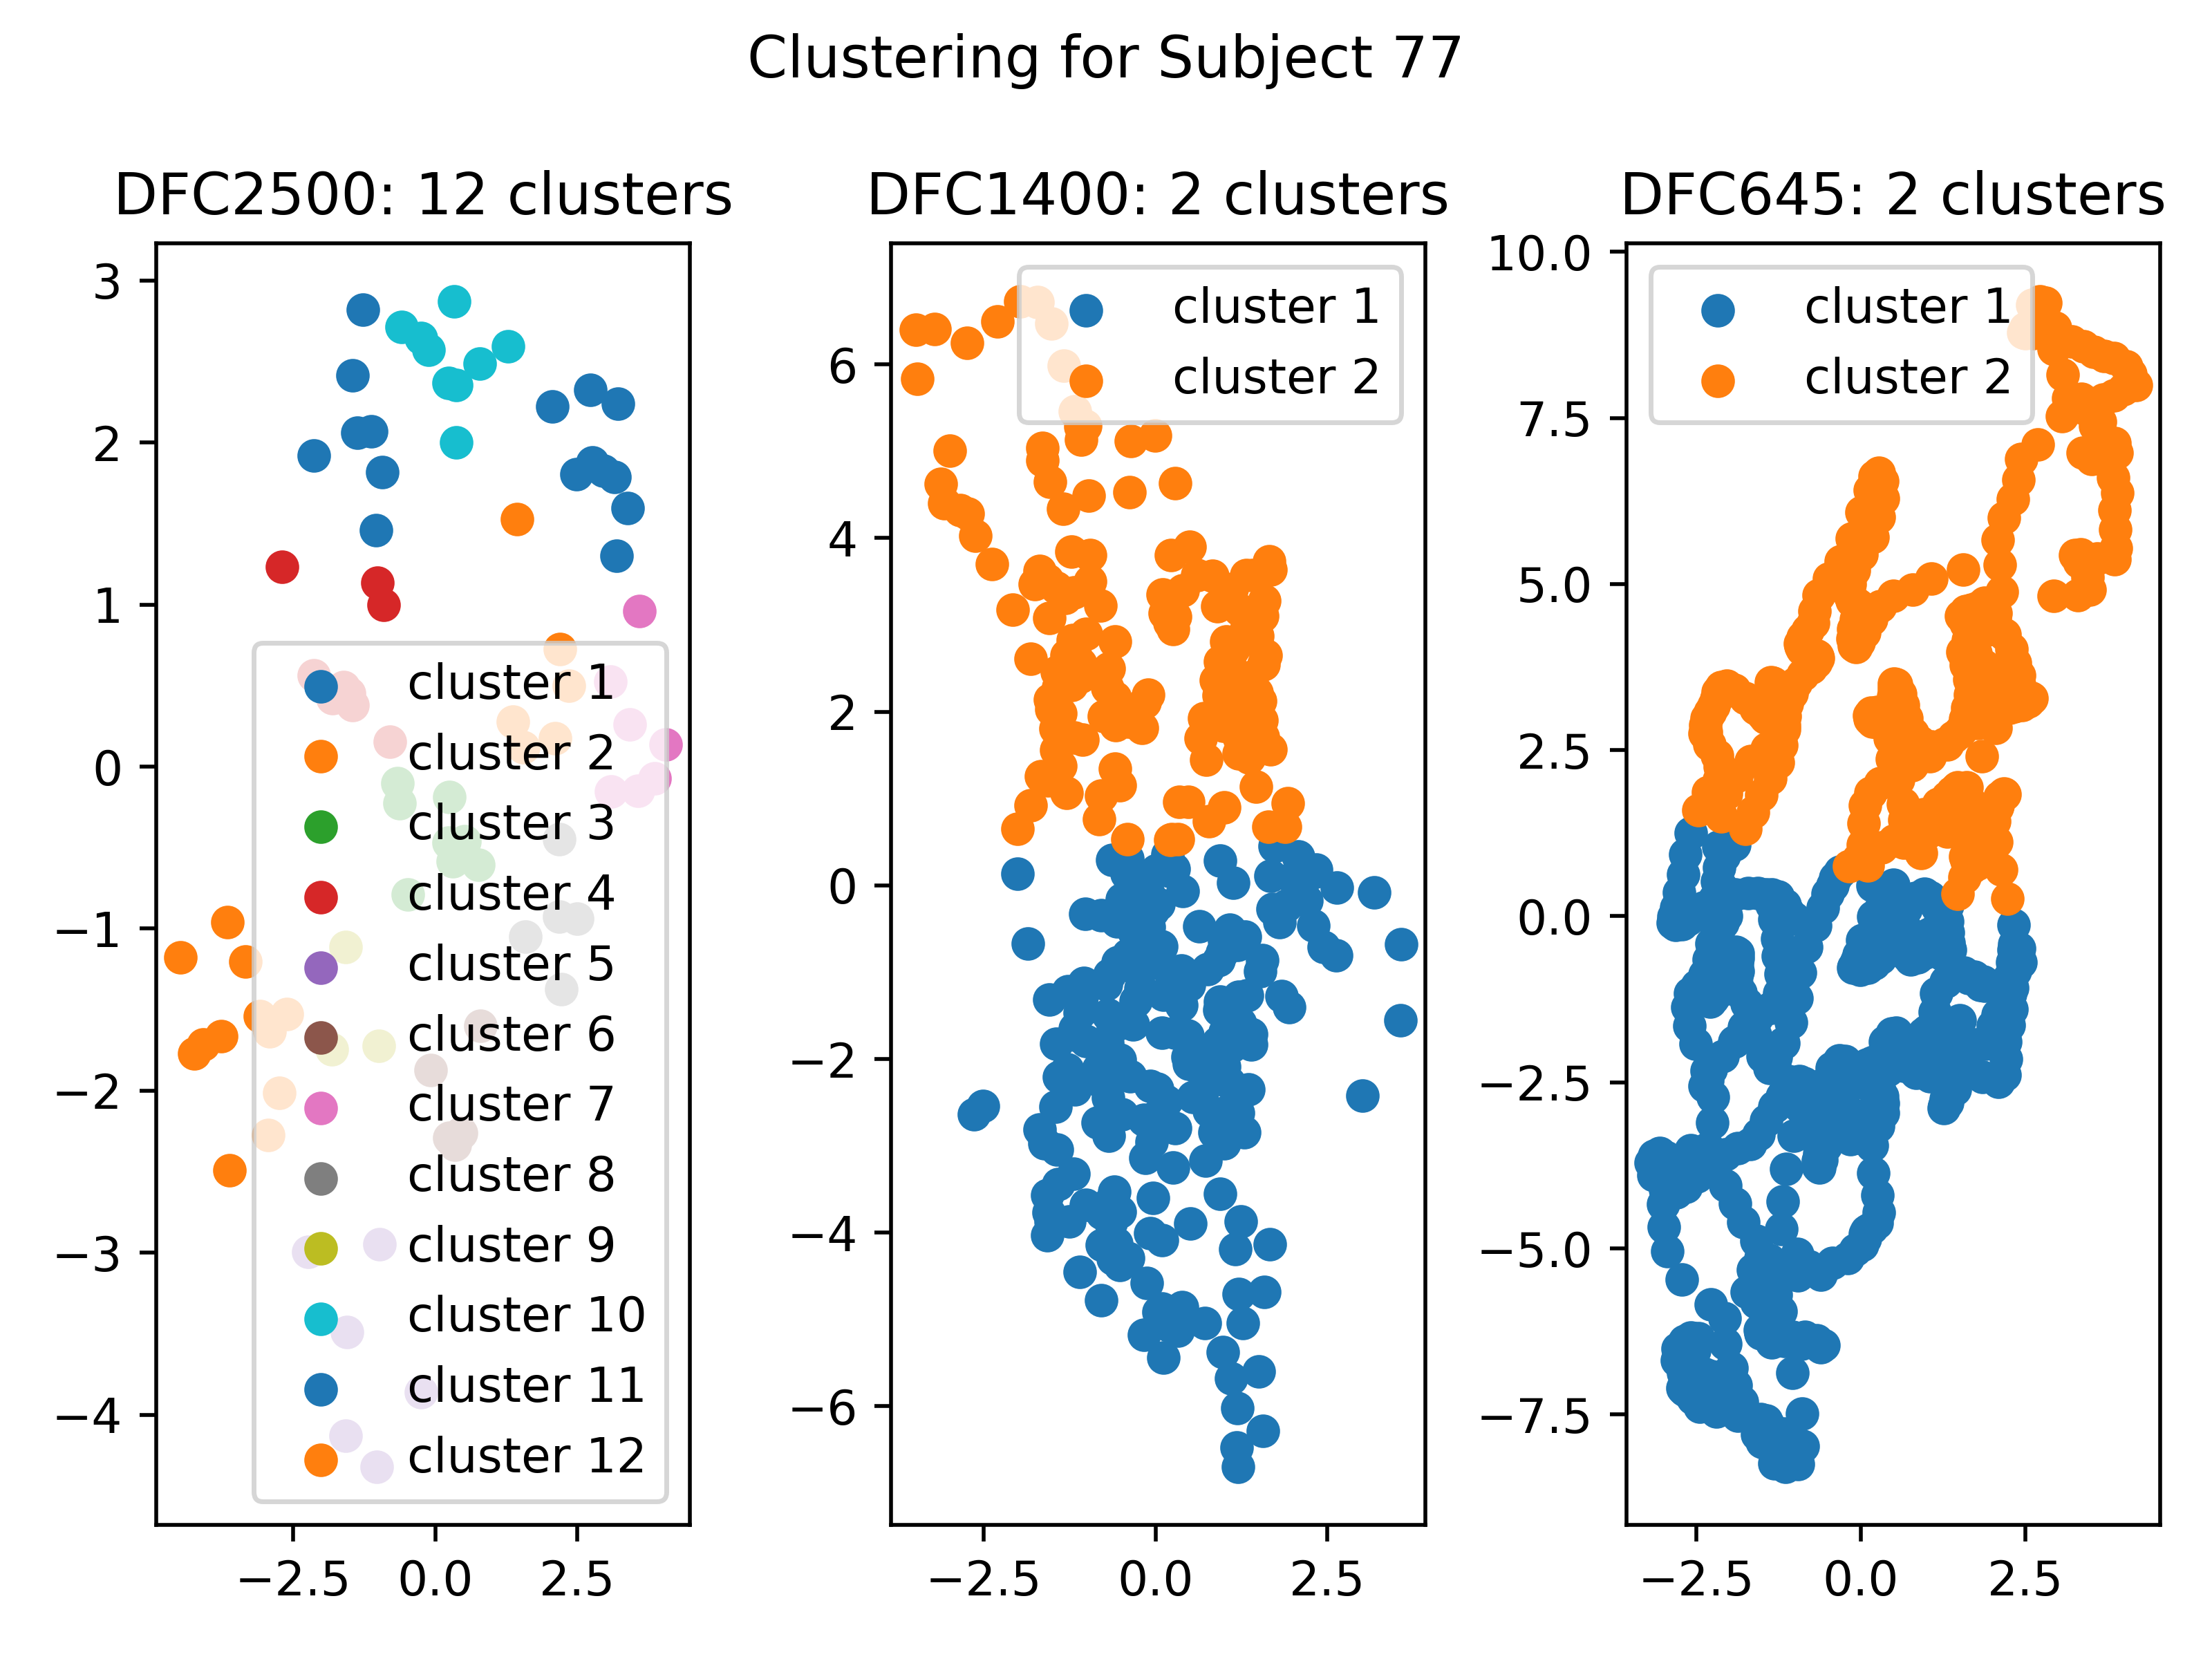 Clustering for Subject 77
DFC2500: 12 clusters
3
2
1
0
−1
−2
−3
−4
−2.5 0.0 2.5
cluster 1
cluster 2
cluster 3
cluster 4
cluster 5
cluster 6
cluster 7
cluster 8
cluster 9
cluster 10
cluster 11
cluster 12
DFC1400: 2 clusters
6
4
2
0
−2
−4
−6
−2.5 0.0 2.5
cluster 1
cluster 2
DFC645: 2 clusters
10.0
7.5
5.0
2.5
0.0
−2.5
−5.0
−7.5
−2.5 0.0 2.5
cluster 1
cluster 2